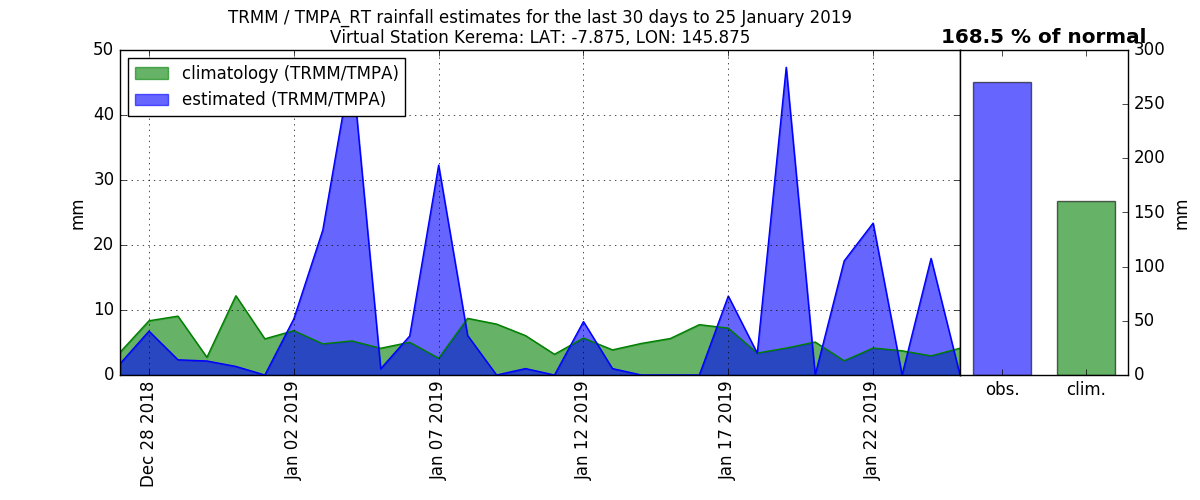 TRMM / TMPA_RT rainfall estimates for the last 30 days to 25 January 2019
Virtual Station Kerema: LAT: -7.875, LON: 145.875
168.5 % of normal
climatology (TRMM/TMPA)
estimated (TRMM/TMPA)
50
40
30
20
10
0
mm
Dec 28 2018
Jan 02 2019
Jan 07 2019
Jan 12 2019
Jan 17 2019
Jan 22 2019
300
250
200
150
100
50
0
mm
obs.
clim.